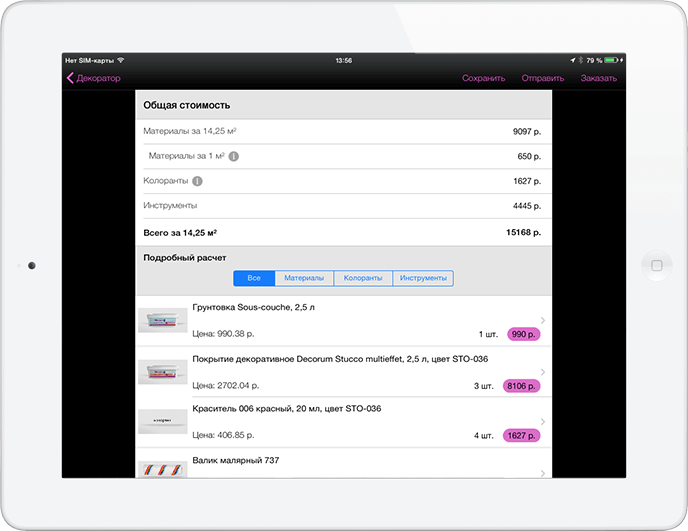 Нет SIM-карты 13:56 79 %
Декоратор Сохранить Отправить Заказать
Общая стоимость
Материалы за 14,25 м² 9097 р.
Материалы за 1 м² 650 р.
Колоранты 1627 р.
Инструменты 4445 р.
Всего за 14,25 м² 15168 р.
Подробный расчет
Все Материалы Колоранты Инструменты
Грунтовка Sous-couche, 2,5 л
Цена: 990.38 р. 1 шт. 990 р.
Покрытие декоративное Decorum Stucco multieffet, 2,5 л, цвет STO-036
Цена: 2702.04 р. 3 шт. 8106 р.
Краситель 006 красный, 20 мл, цвет STO-036
Цена: 406.85 р. 4 шт. 1627 р.
Валик малярный 737